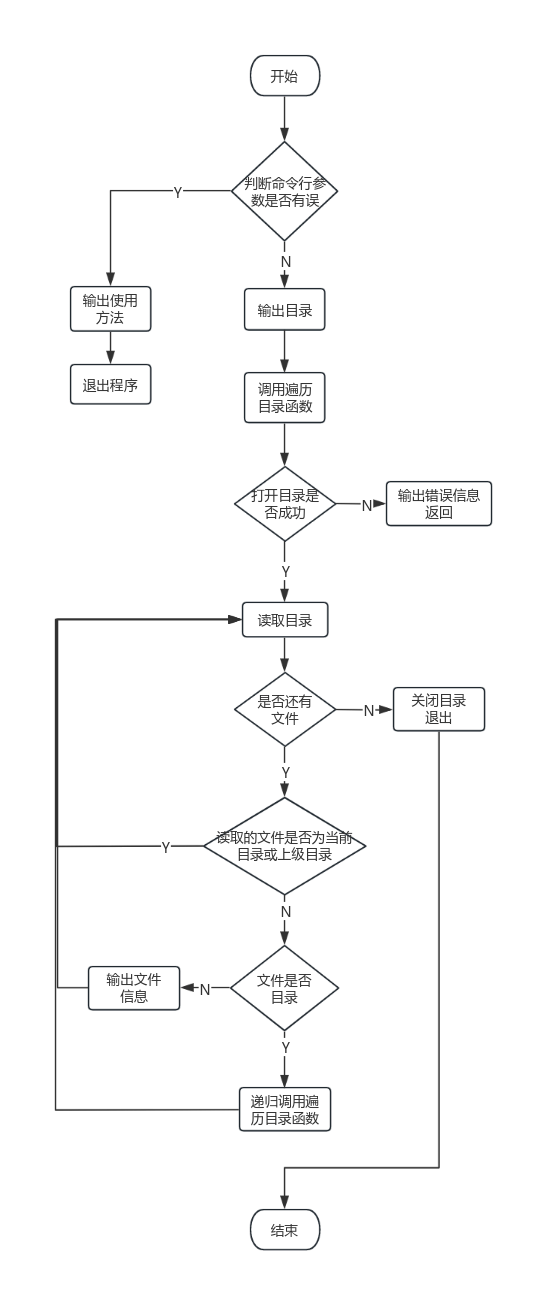 开始
判断命令行参
数是否有误
Y
N
输出使用
方法
输出目录
退出程序
调用遍历
目录函数
打开目录是
否成功
N
输出错误信息
返回
Y
读取目录
是否还有
文件
N
关闭目录
退出
Y
读取的文件是否为当前
目录或上级目录
Y
N
文件是否
目录
N
输出文件
信息
Y
递归调用遍
历目录函数
结束